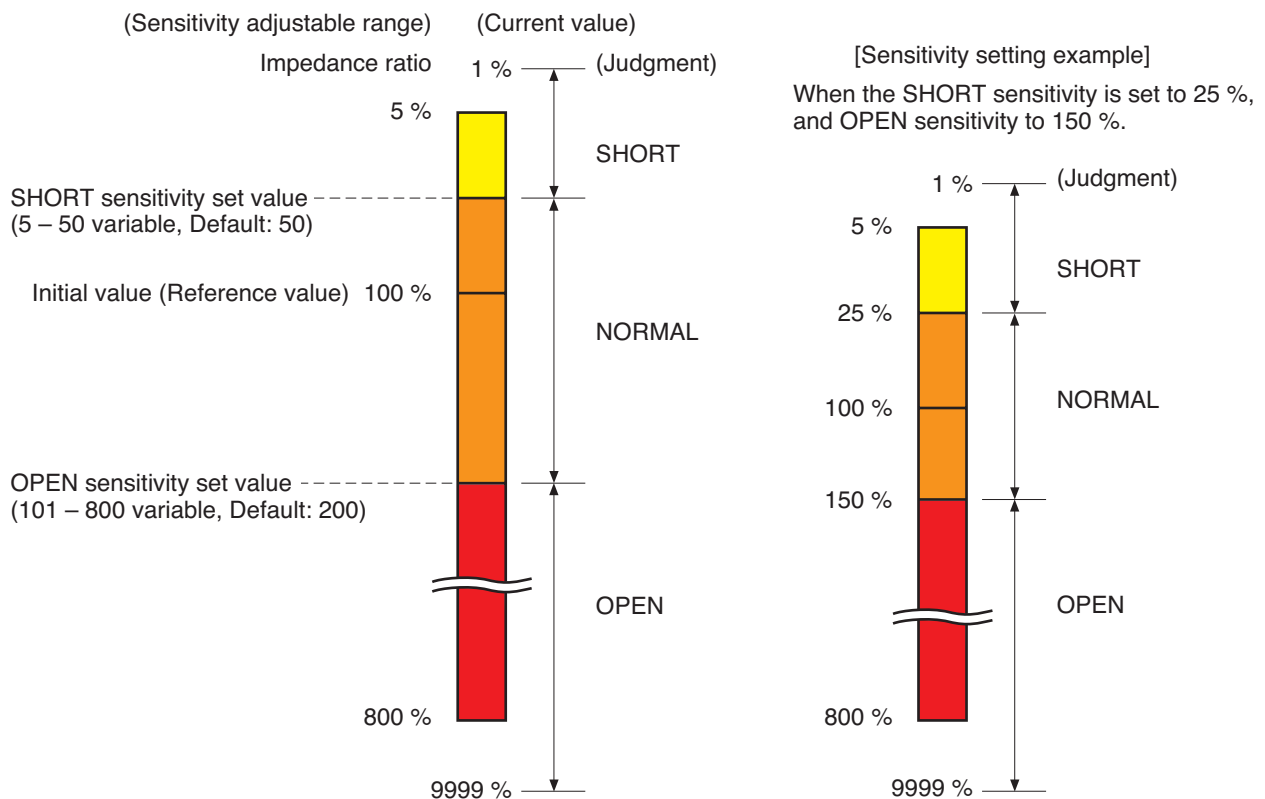 (Sensitivity adjustable range) (Current value)
Impedance ratio 1 % (Judgment)
5 %
SHORT
SHORT sensitivity set value
(5 – 50 variable, Default: 50)
Initial value (Reference value) 100 %
NORMAL
OPEN sensitivity set value
(101 – 800 variable, Default: 200)
OPEN
800 %
9999 %
[Sensitivity setting example]
When the SHORT sensitivity is set to 25 %,
and OPEN sensitivity to 150 %.
1 % (Judgment)
5 %
SHORT
25 %
100 % NORMAL
150 %
OPEN
800 %
9999 %